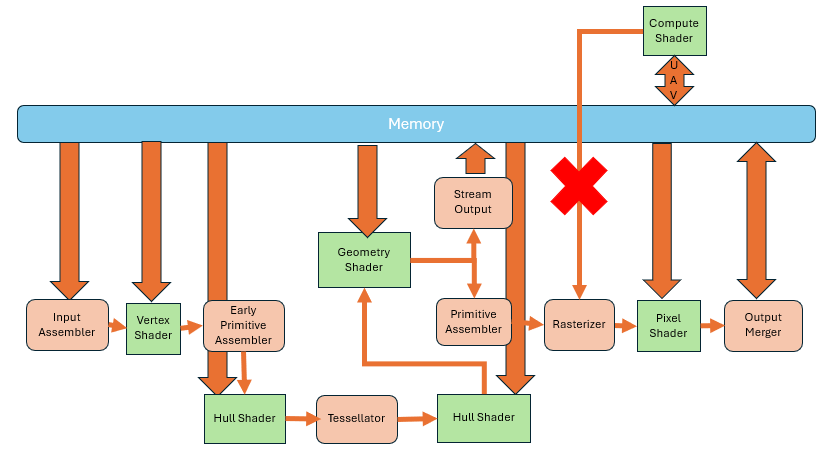 Compute
Shader
U
A
V
Memory
Stream
Output
Geometry
Shader
Input
Assembler
Vertex
Shader
Early
Primitive
Assembler
Primitive
Assembler
Rasterizer
Pixel
Shader
Output
Merger
Hull Shader
Tessellator
Hull Shader